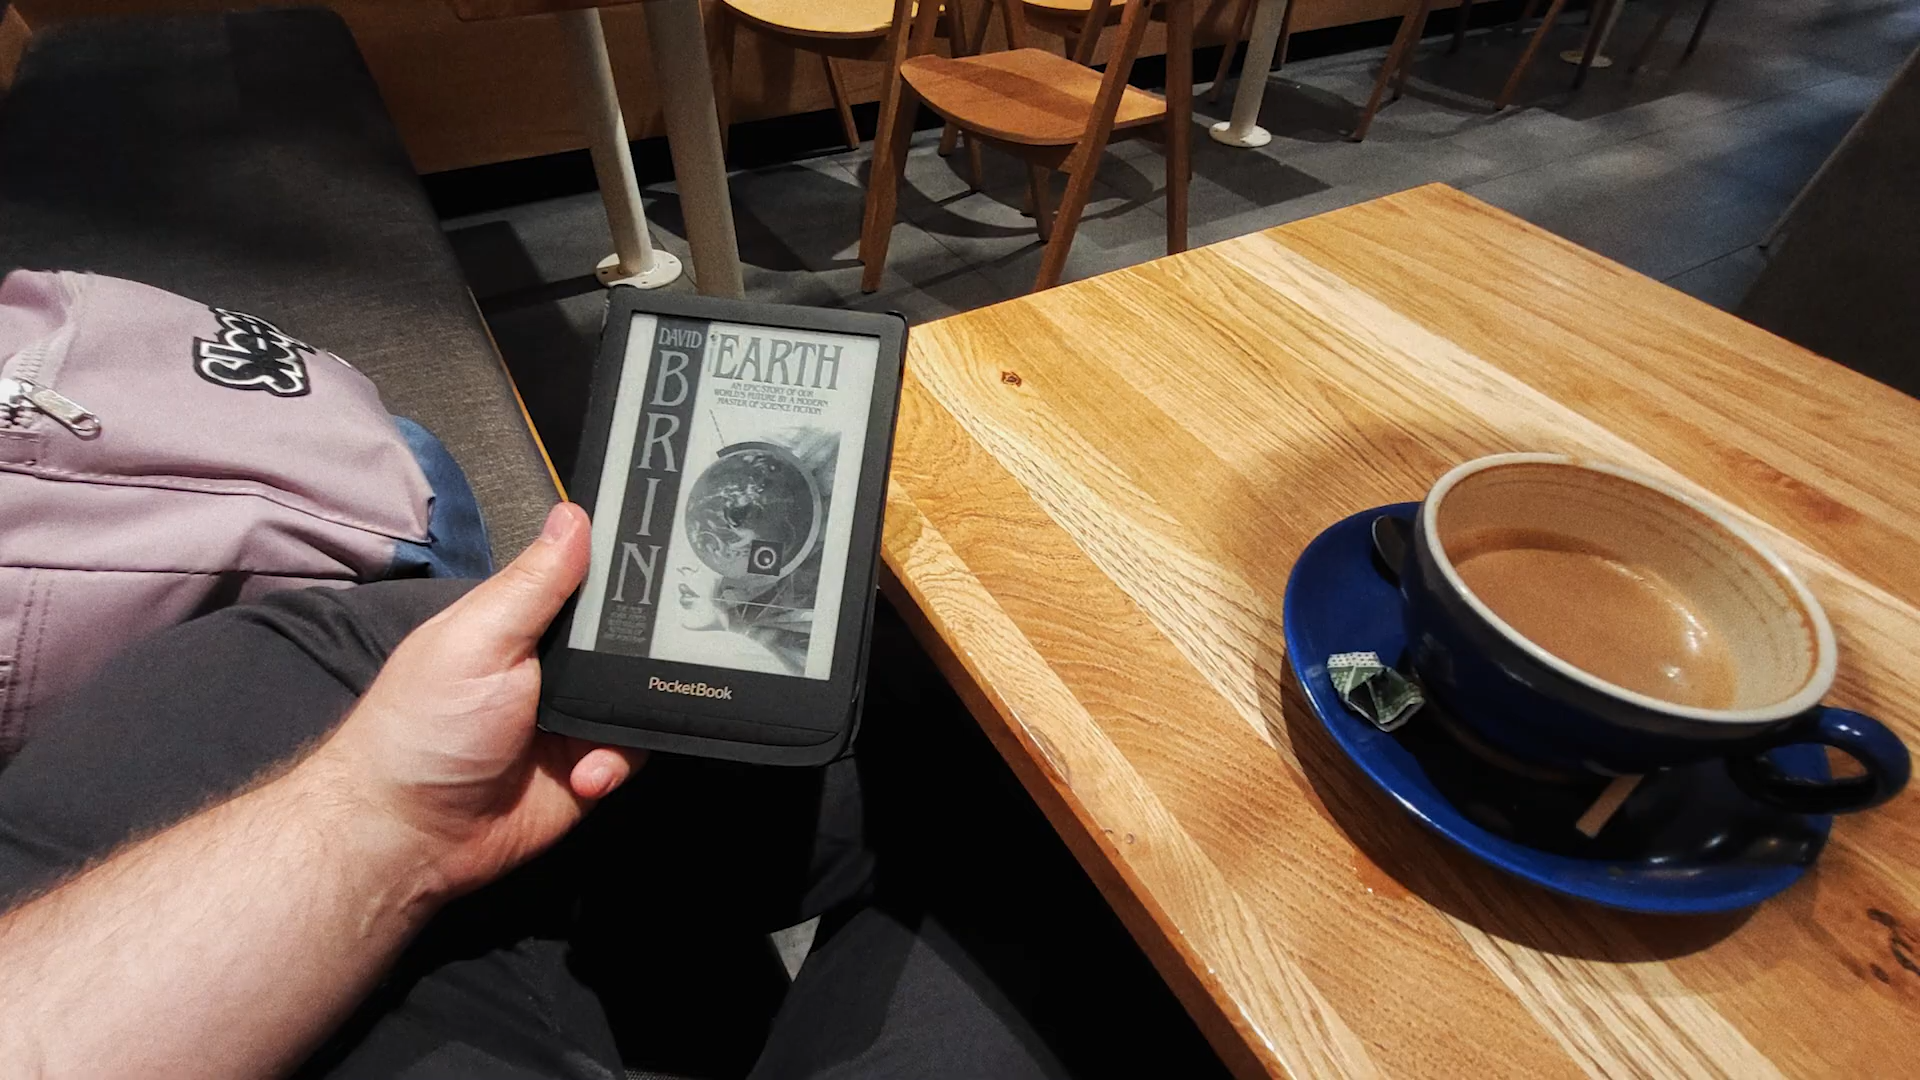 DAVID
BRIN
EARTH
AN EPIC STORY OF OUR
WORLD'S FUTURE BY A MODERN
MASTER OF SCIENCE FICTION
PocketBook